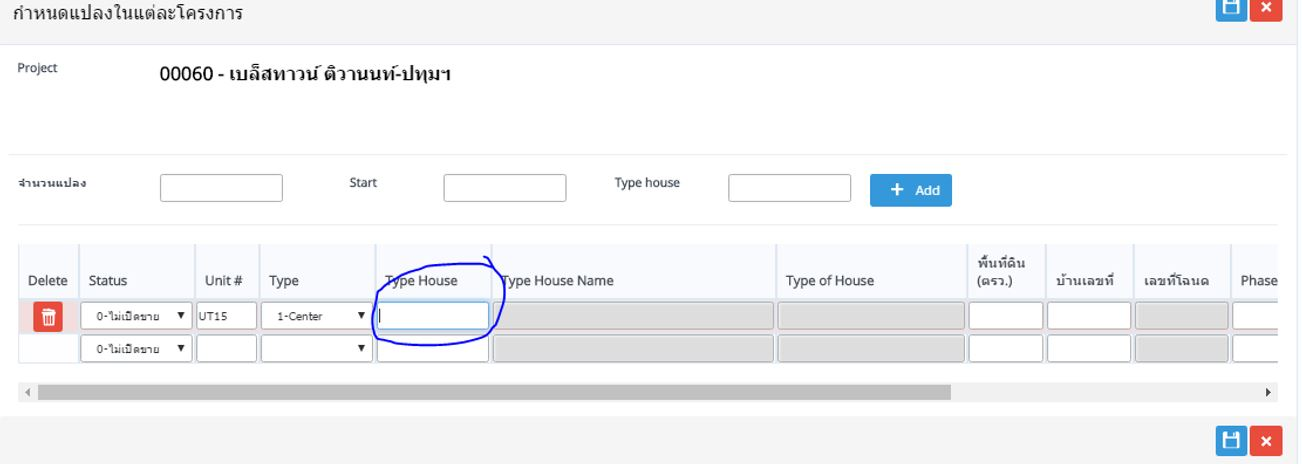 กำหนดแปลงในแต่ละโครงการ
Project
00060 - เบล็สทาวน์ ติวานนท์-ปทุมฯ
จำนวนแปลง Start Type house + Add
Delete Status Unit # Type Type House Type House Name Type of House พื้นที่ดิน (ตรว.) บ้านเลขที่ เลขที่โฉนด Phase
0-ไม่เปิดขาย UT15 1-Center
0-ไม่เปิดขาย